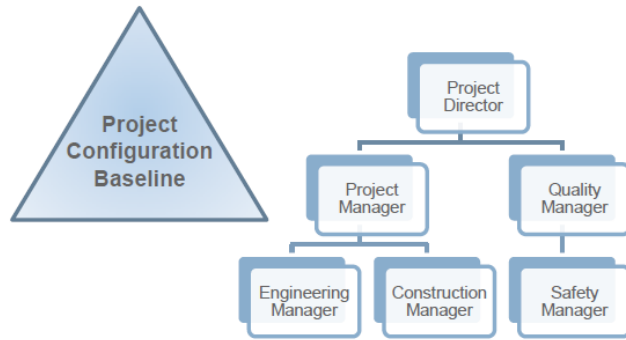 Project
Configuration
Baseline
Project
Director
Project
Manager
Quality
Manager
Engineering
Manager
Construction
Manager
Safety
Manager